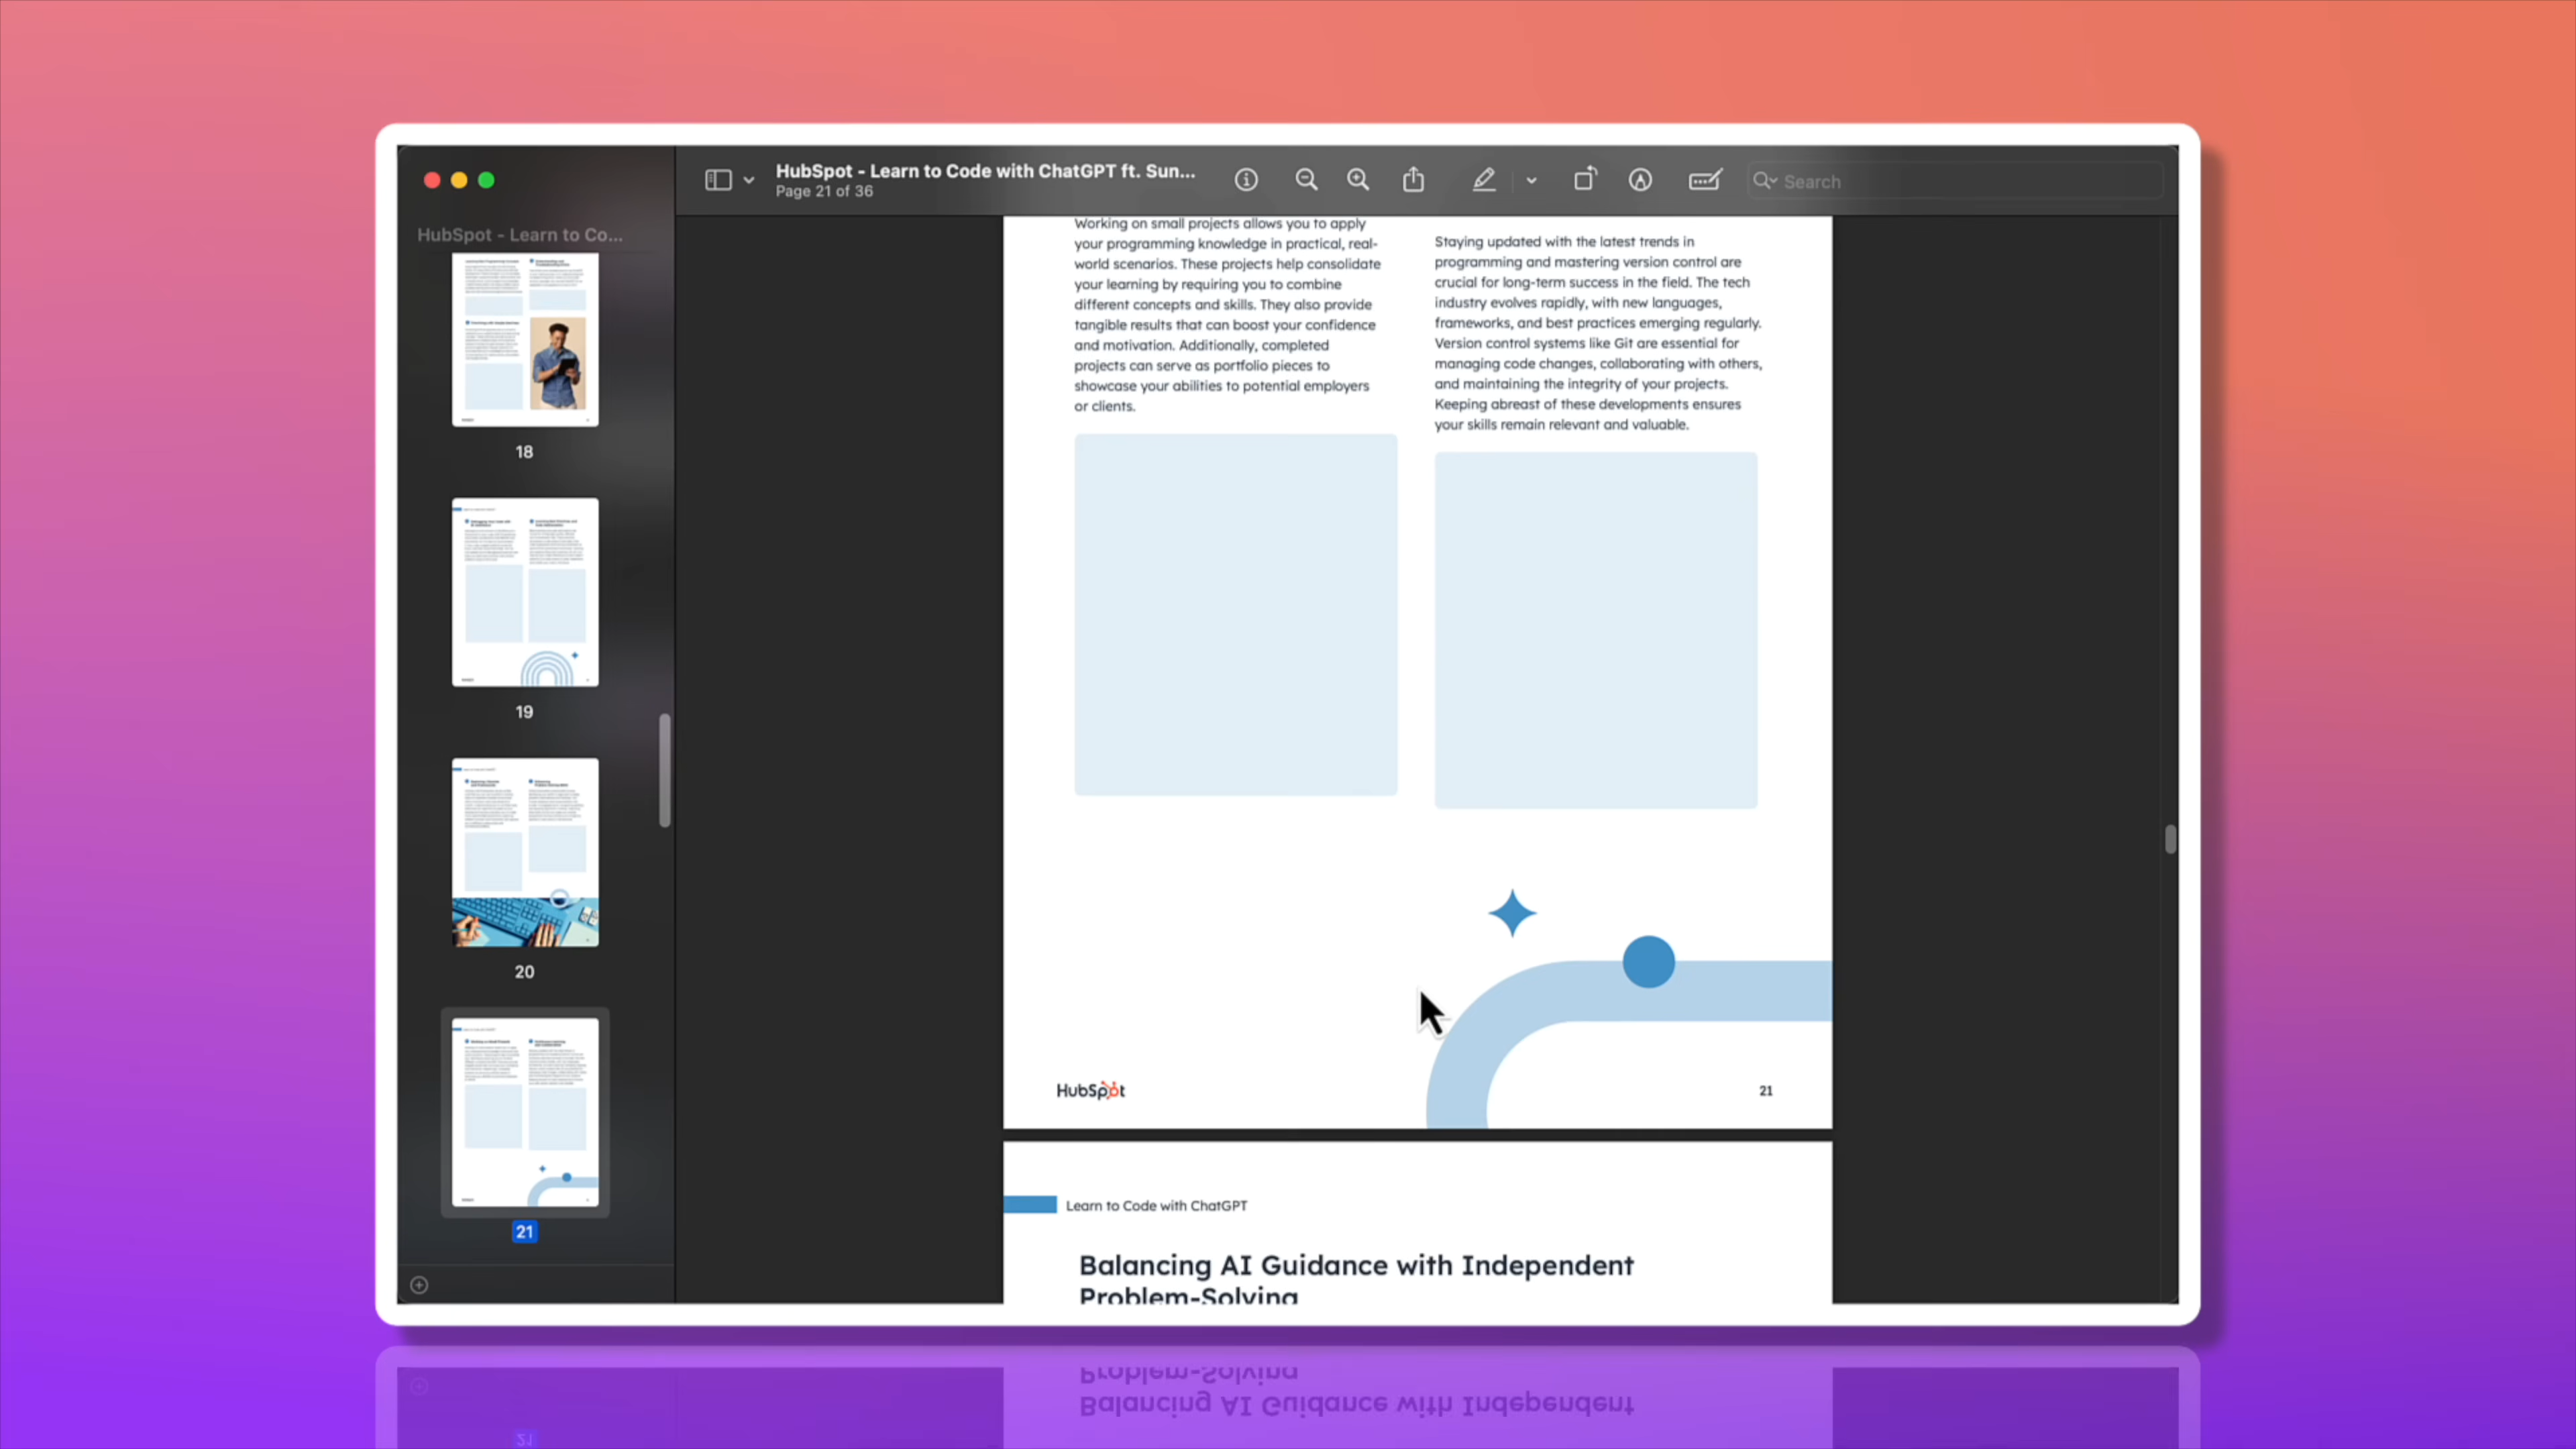 HubSpot - Learn to Code with ChatGPT ft. Sun...
Page 21 of 36
Search
HubSpot - Learn to Co...
18
19
20
21
Working on small projects allows you to apply
your programming knowledge in practical, real-
world scenarios. These projects help consolidate
your learning by requiring you to combine
different concepts and skills. They also provide
tangible results that can boost your confidence
and motivation. Additionally, completed
projects can serve as portfolio pieces to
showcase your abilities to potential employers
or clients.
Staying updated with the latest trends in
programming and mastering version control are
crucial for long-term success in the field. The tech
industry evolves rapidly, with new languages,
frameworks, and best practices emerging regularly.
Version control systems like Git are essential for
managing code changes, collaborating with others,
and maintaining the integrity of your projects.
Keeping abreast of these developments ensures
your skills remain relevant and valuable.
HubSpot
21
Learn to Code with ChatGPT
Balancing AI Guidance with Independent
Problem-Solving